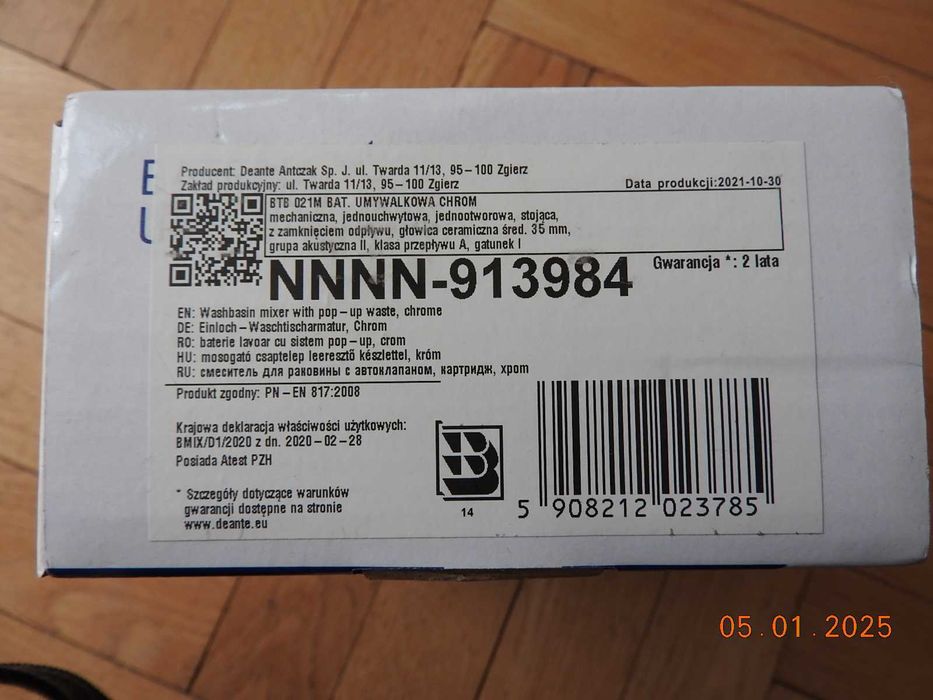 Producent: Deante Antczak Sp. J. ul. Twarda 11/13, 95–100 Zgierz
Zakład produkcyjny: ul. Twarda 11/13, 95–100 Zgierz
Data produkcji:2021-10-30
BTB 021M BAT. UMYWALKOWA CHROM
mechaniczna, jednouchwytowa, jednootworowa, stojąca,
z zamknięciem odpływu, głowica ceramiczna śred. 35 mm,
grupa akustyczna II, klasa przepływu A, gatunek I
NNNN-913984
Gwarancja *: 2 lata
EN: Washbasin mixer with pop–up waste, chrome
DE: Einloch–Waschtischarmatur, Chrom
RO: baterie lavoar cu sistem pop–up, crom
HU: mosogató csaptelep leeresztő készlettel, króm
RU: смеситель для раковины с автоклапаном, картридж, хром
Produkt zgodny: PN–EN 817:2008
Krajowa deklaracja właściwości użytkowych:
BMIX/D1/2020 z dn. 2020–02–28
Posiada Ateat PZH
* Szczegóły dotyczące warunków
gwarancji dostępne na stronie
www.deante.eu
B
14
5 908212 023785
05.01.2025